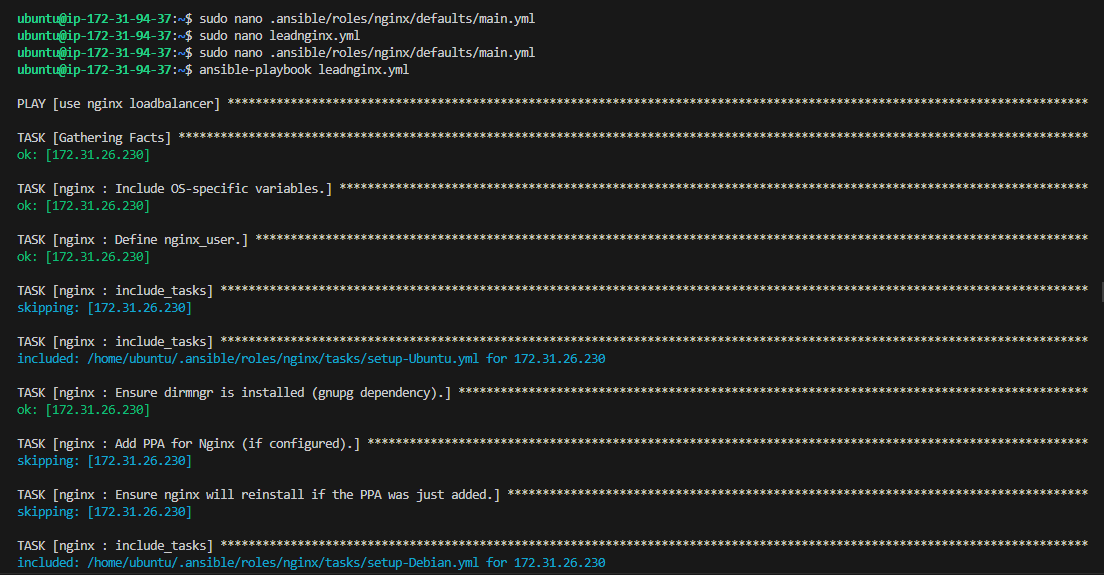 ubuntu@ip-172-31-94-37:~$ sudo nano .ansible/roles/nginx/defaults/main.yml
ubuntu@ip-172-31-94-37:~$ sudo nano leadnginx.yml
ubuntu@ip-172-31-94-37:~$ sudo nano .ansible/roles/nginx/defaults/main.yml
ubuntu@ip-172-31-94-37:~$ ansible-playbook leadnginx.yml
PLAY [use nginx loadbalancer] ***************************************************************************************************************************
TASK [Gathering Facts] **********************************************************************************************************************************
ok: [172.31.26.230]
TASK [nginx : Include OS-specific variables.] ***********************************************************************************************************
ok: [172.31.26.230]
TASK [nginx : Define nginx_user.] ***********************************************************************************************************************
ok: [172.31.26.230]
TASK [nginx : include_tasks] ****************************************************************************************************************************
skipping: [172.31.26.230]
TASK [nginx : include_tasks] ****************************************************************************************************************************
included: /home/ubuntu/.ansible/roles/nginx/tasks/setup-Ubuntu.yml for 172.31.26.230
TASK [nginx : Ensure dirmngr is installed (gnupg dependency).] ******************************************************************************************
ok: [172.31.26.230]
TASK [nginx : Add PPA for Nginx (if configured).] *******************************************************************************************************
skipping: [172.31.26.230]
TASK [nginx : Ensure nginx will reinstall if the PPA was just added.] ***********************************************************************************
skipping: [172.31.26.230]
TASK [nginx : include_tasks] ****************************************************************************************************************************
included: /home/ubuntu/.ansible/roles/nginx/tasks/setup-Debian.yml for 172.31.26.230